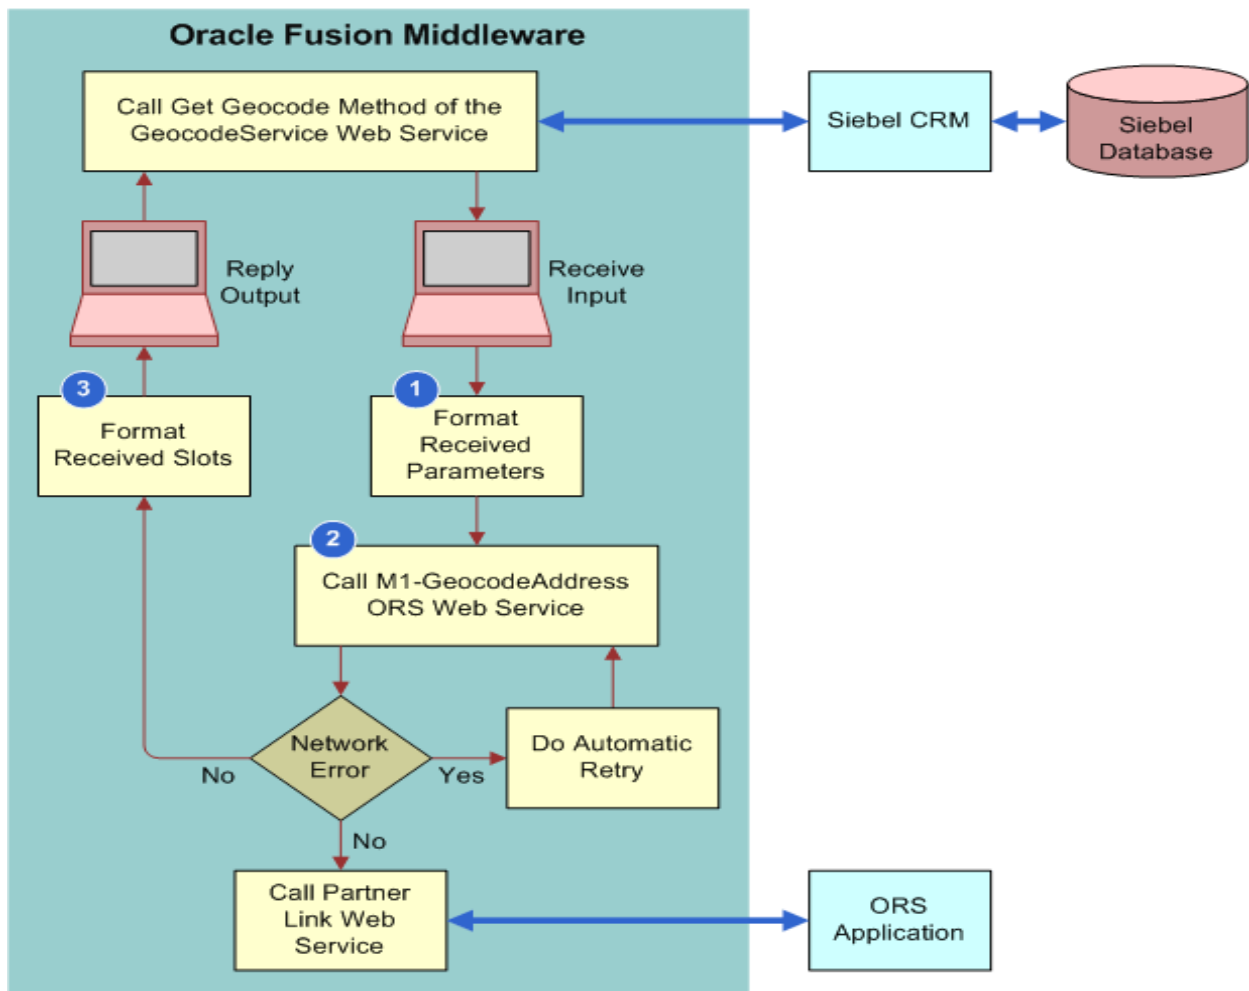 Oracle Fusion Middleware
Call Get Geocode Method of the
GeocodeService Web Service
Siebel CRM
Siebel
Database
Reply
Output
Receive
Input
3
Format
Received Slots
1
Format
Received
Parameters
2
Call M1-GeocodeAddress
ORS Web Service
Network
Error
No
Yes
Do Automatic
Retry
No
Call Partner
Link Web
Service
ORS
Application